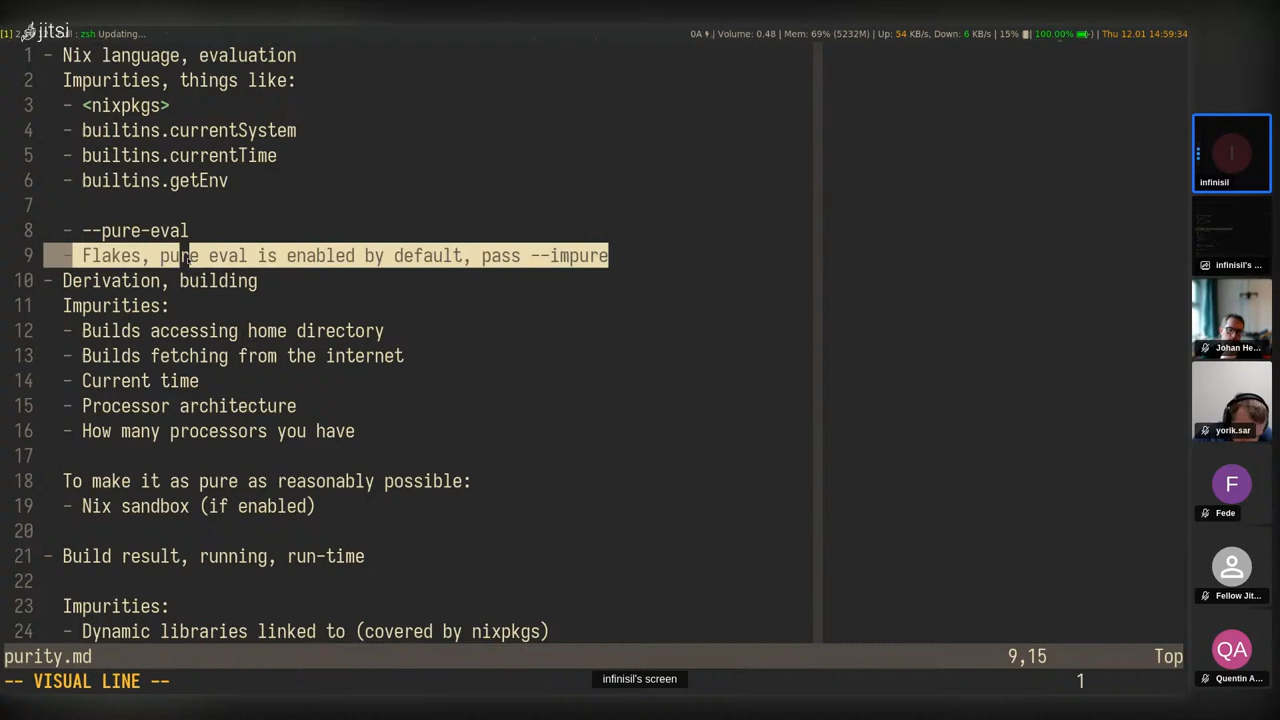 jitsi
[1] : zsh Updating...
0A Volume: 0.48 | Mem: 69% (5232M) | Up: 54 KB/s, Down: 6 KB/s | 15% | 100.00% | Thu 12.01 14:59:34
1 - Nix language, evaluation
2 Impurities, things like:
3 - <nixpkgs>
4 - builtins.currentSystem
5 - builtins.currentTime
6 - builtins.getEnv
7
8 - --pure-eval
9 - Flakes, pure eval is enabled by default, pass --impure
10 - Derivation, building
11 Impurities:
12 - Builds accessing home directory
13 - Builds fetching from the internet
14 - Current time
15 - Processor architecture
16 - How many processors you have
17
18 To make it as pure as reasonably possible:
19 - Nix sandbox (if enabled)
20
21 - Build result, running, run-time
22
23 Impurities:
24 - Dynamic libraries linked to (covered by nixpkgs)
purity.md 9,15 Top
-- VISUAL LINE -- 1
infinisil's screen
I
infinisil
infinisil's ...
Johan He...
yorik.sar
F
Fede
Fellow Jit...
QA
Quentin A...